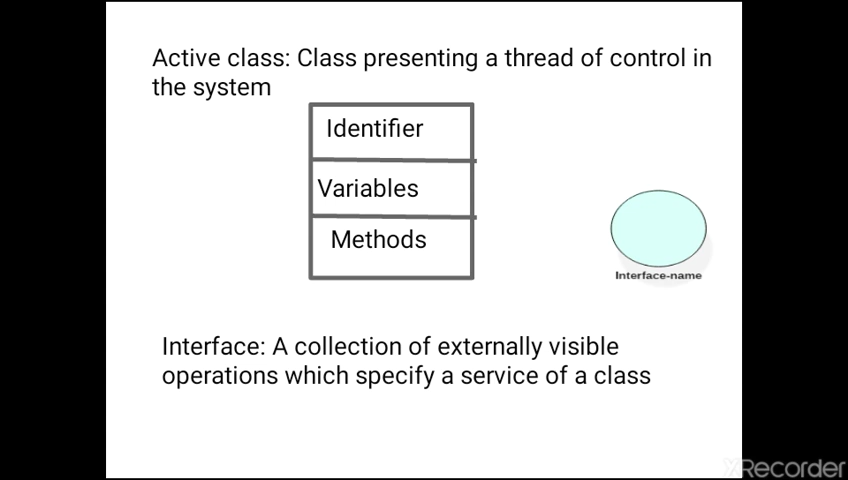 Active class: Class presenting a thread of control in
the system
Identifier
Variables
Methods
Interface-name
Interface: A collection of externally visible
operations which specify a service of a class
XRecorder